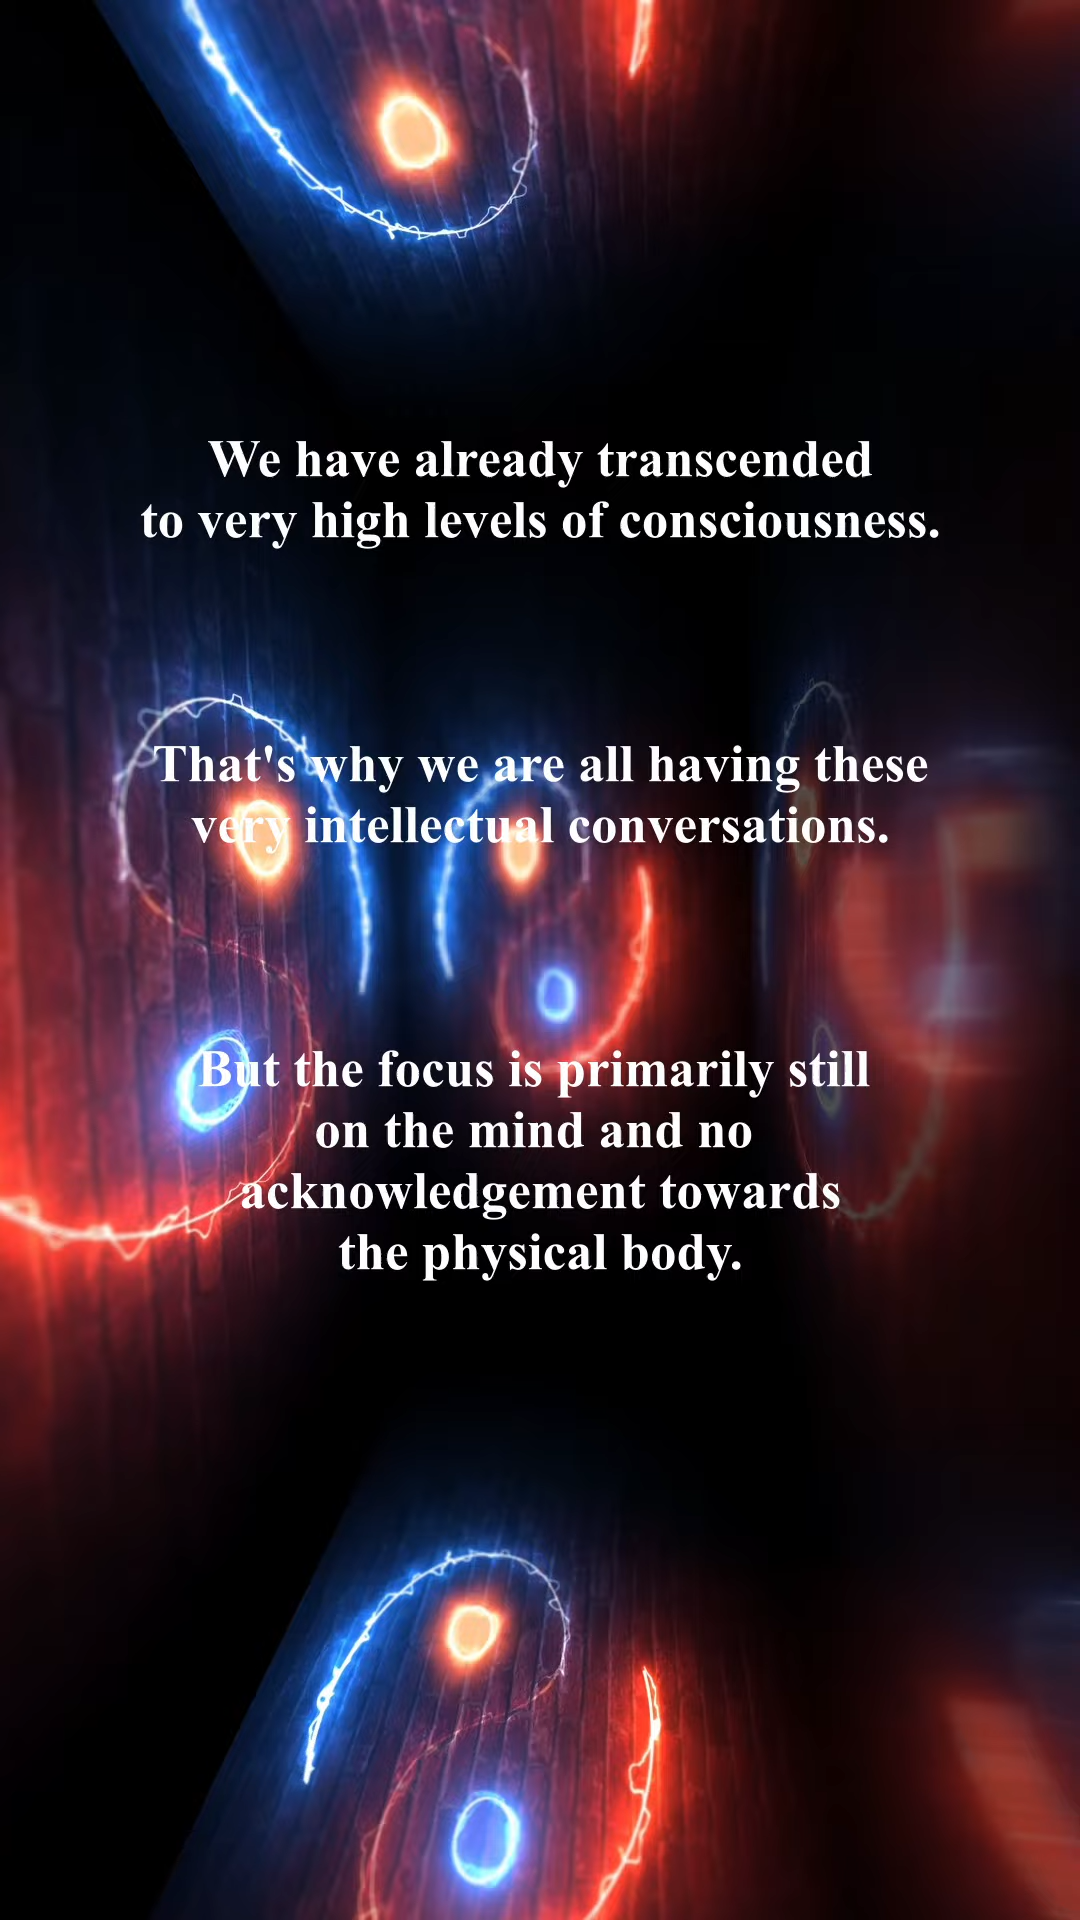 We have already transcended
to very high levels of consciousness.
That's why we are all having these
very intellectual conversations.
But the focus is primarily still
on the mind and no
acknowledgement towards
the physical body.